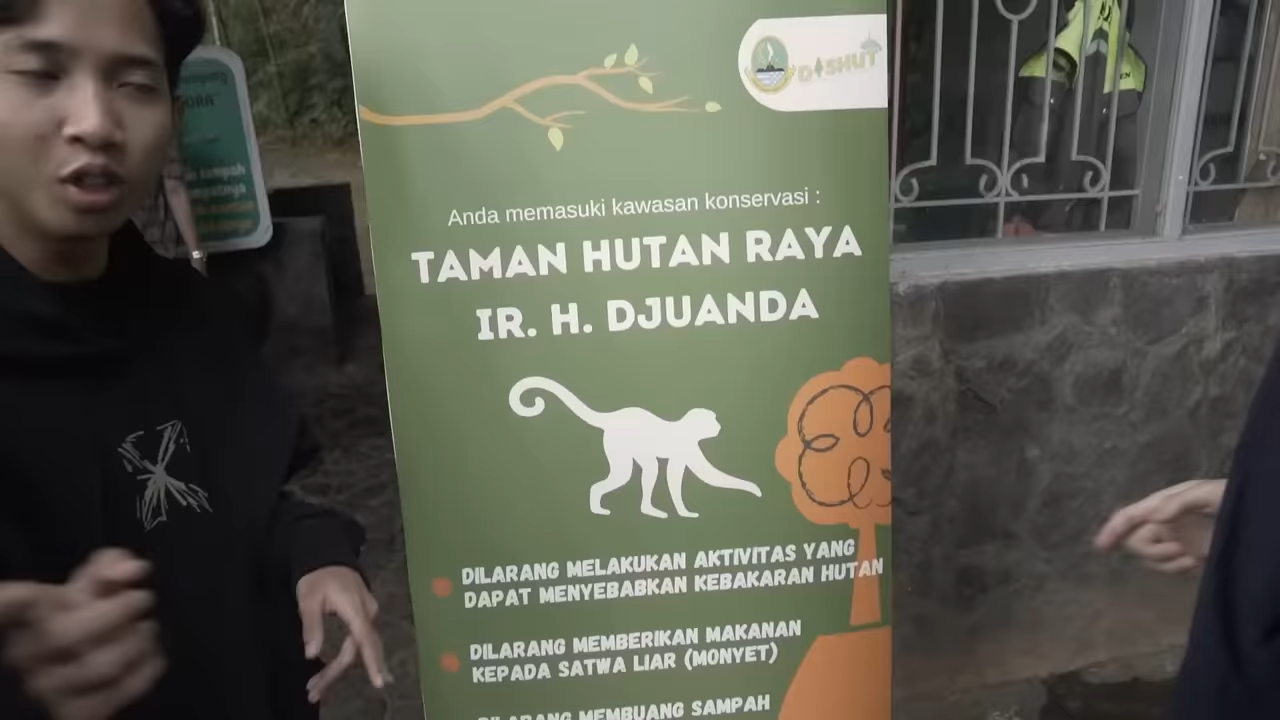 DISHUT
Anda memasuki kawasan konservasi :
TAMAN HUTAN RAYA
IR. H. DJUANDA
DILARANG MELAKUKAN AKTIVITAS YANG
DAPAT MENYEBABKAN KEBAKARAN HUTAN
DILARANG MEMBERIKAN MAKANAN
KEPADA SATWA LIAR (MONYET)
DILARANG MEMBUANG SAMPAH
sampah